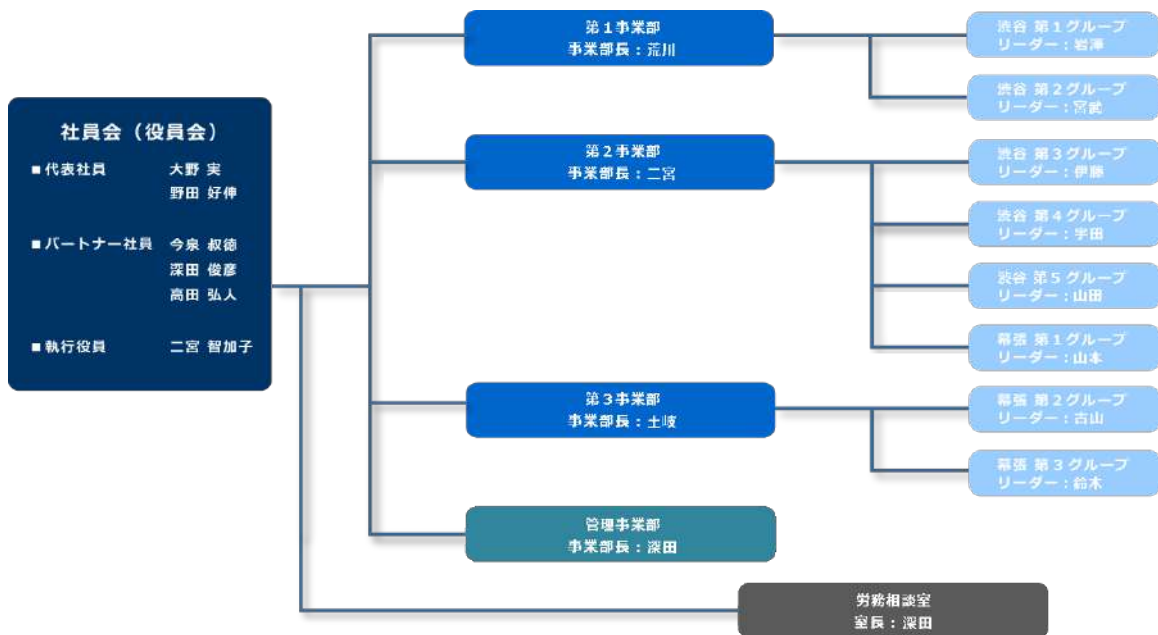 社員会（役員会）
■代表社員 大野 実
野田 好伸
■パートナー社員 今泉 叔徳
深田 俊彦
高田 弘人
■執行役員 二宮 智加子
第１事業部
事業部長：荒川
渋谷 第１グループ
リーダー：岩澤
渋谷 第２グループ
リーダー：宮武
第２事業部
事業部長：二宮
渋谷 第３グループ
リーダー：伊藤
渋谷 第４グループ
リーダー：宇田
渋谷 第５グループ
リーダー：山田
幕張 第１グループ
リーダー：山本
第３事業部
事業部長：土岐
幕張 第２グループ
リーダー：古山
幕張 第３グループ
リーダー：鈴木
管理事業部
事業部長：深田
労務相談室
室長：深田